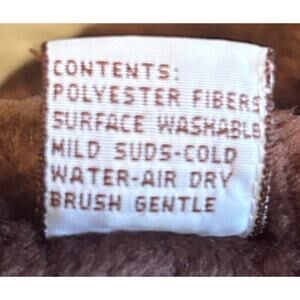 CONTENTS:
POLYESTER FIBERS
SURFACE WASHABLE
MILD SUDS-COLD
WATER-AIR DRY
BRUSH GENTLE